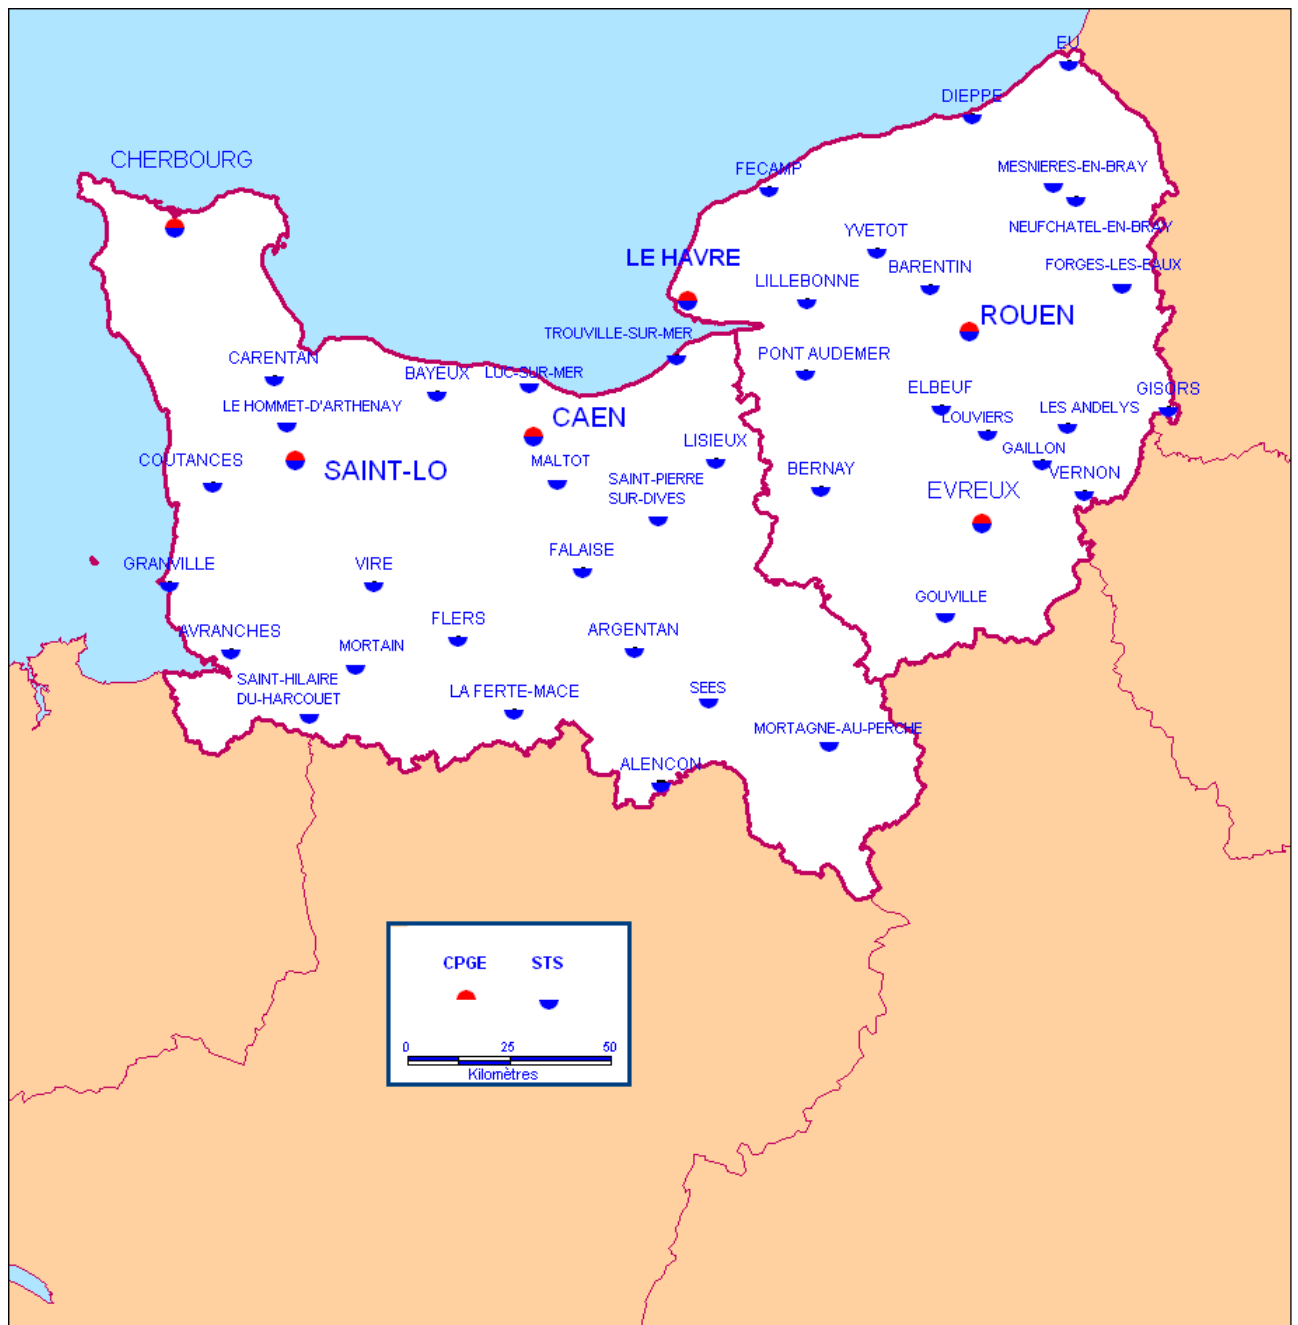 EU
DIEPPE
CHERBOURG
FECAMP
MESNIERES-EN-BRAY
NEUFCHATEL-EN-BRAY
YVETOT
LE HAVRE
BARENTIN
FORGES-LES-EAUX
LILLEBONNE
ROUEN
TROUVILLE-SUR-MER
CARENTAN
PONT AUDEMER
BAYEUX
LUC-SUR-MER
ELBEUF
GISORS
LE HOMMET-D'ARTHENAY
CAEN
LOUVIERS
LES ANDELYS
LISIEUX
GAILLON
COUTANCES
SAINT-LO
MALTOT
BERNAY
VERNON
SAINT-PIERRE
SUR-DIVES
EVREUX
FALAISE
GRANVILLE
VIRE
GOUVILLE
FLERS
AVRANCHES
ARGENTAN
MORTAIN
SAINT-HILAIRE
DU-HARCOUET
LA FERTE-MACE
SEES
MORTAGNE-AU-PERCHE
ALENCON
CPGE STS
0 25 50
Kilomètres